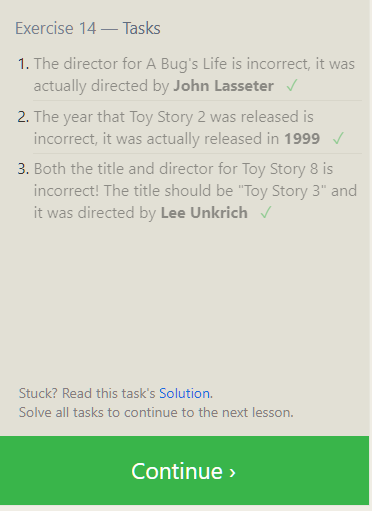 Exercise 14 — Tasks
1. The director for A Bug's Life is incorrect, it was
actually directed by John Lasseter ✓
2. The year that Toy Story 2 was released is
incorrect, it was actually released in 1999 ✓
3. Both the title and director for Toy Story 8 is
incorrect! The title should be "Toy Story 3" and
it was directed by Lee Unkrich ✓
Stuck? Read this task's Solution.
Solve all tasks to continue to the next lesson.
Continue ›